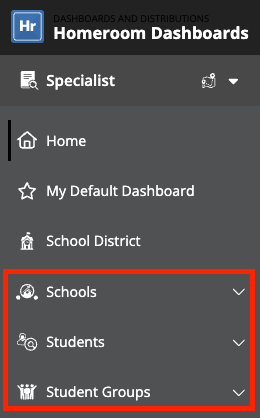 Hr
DASHBOARDS AND DISTRIBUTIONS
Homeroom Dashboards
Specialist
Home
My Default Dashboard
School District
Schools
Students
Student Groups